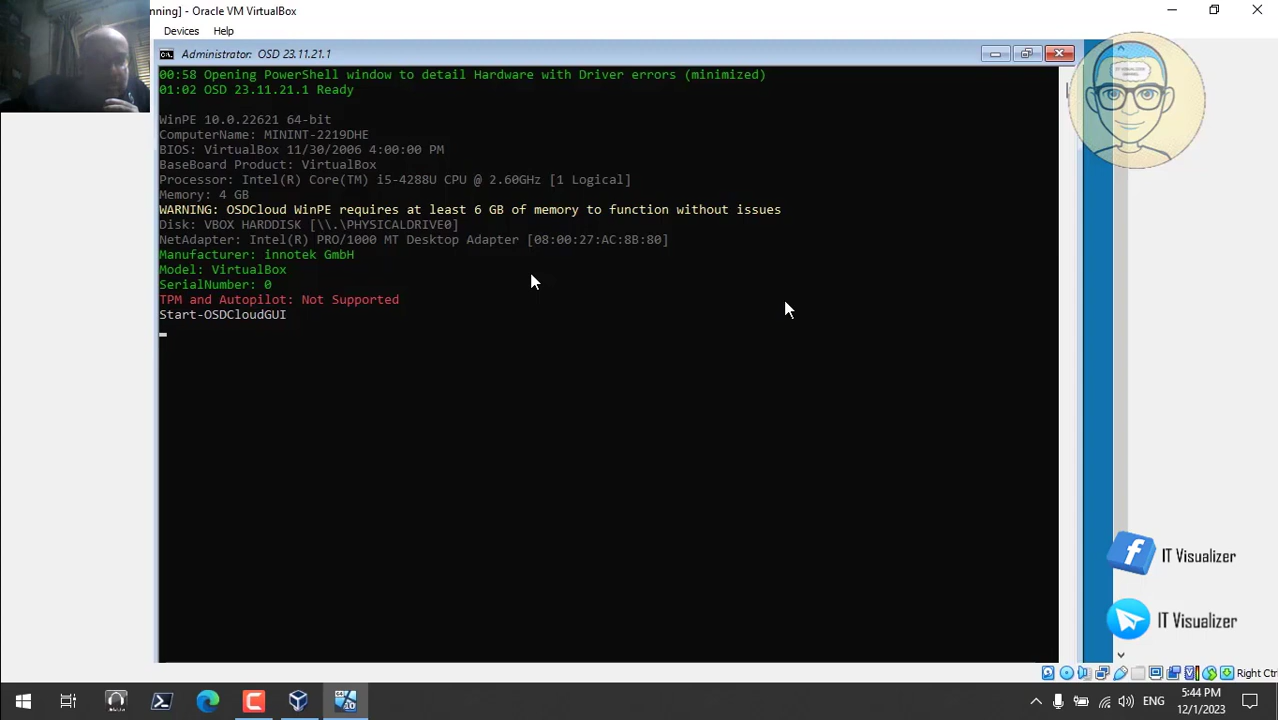 nning] - Oracle VM VirtualBox
Devices Help
Administrator: OSD 23.11.21.1
00:58 Opening PowerShell window to detail Hardware with Driver errors (minimized)
01:02 OSD 23.11.21.1 Ready
WinPE 10.0.22621 64-bit
ComputerName: MININT-2219DHE
BIOS: VirtualBox 11/30/2006 4:00:00 PM
BaseBoard Product: VirtualBox
Processor: Intel(R) Core(TM) i5-4288U CPU @ 2.60GHz [1 Logical]
Memory: 4 GB
WARNING: OSDCloud WinPE requires at least 6 GB of memory to function without issues
Disk: VBOX HARDDISK [\\.\PHYSICALDRIVE0]
NetAdapter: Intel(R) PRO/1000 MT Desktop Adapter [08:00:27:AC:8B:80]
Manufacturer: innotek GmbH
Model: VirtualBox
SerialNumber: 0
TPM and Autopilot: Not Supported
Start-OSDCloudGUI
IT VISUALIZER
f IT Visualizer
IT Visualizer
Right Ctrl
ENG
5:44 PM
12/1/2023